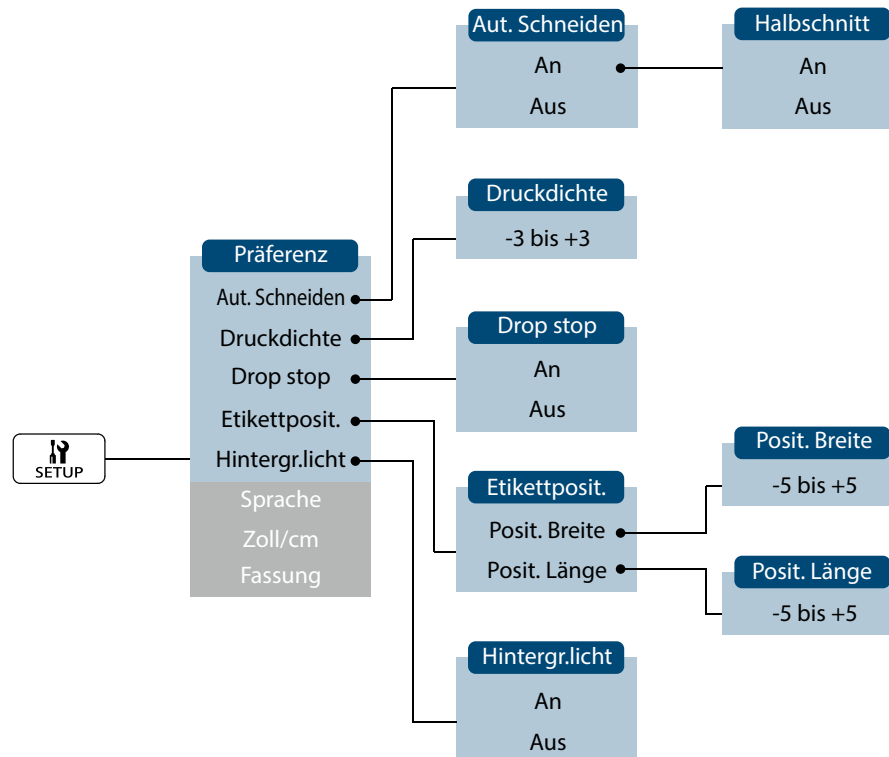 SETUP
Präferenz
Aut. Schneiden
Druckdichte
Drop stop
Etikettposit.
Hintergr.licht
Sprache
Zoll/cm
Fassung
Aut. Schneiden
An
Aus
Halbschnitt
An
Aus
Druckdichte
-3 bis +3
Drop stop
An
Aus
Etikettposit.
Posit. Breite
Posit. Länge
Posit. Breite
-5 bis +5
Posit. Länge
-5 bis +5
Hintergr.licht
An
Aus